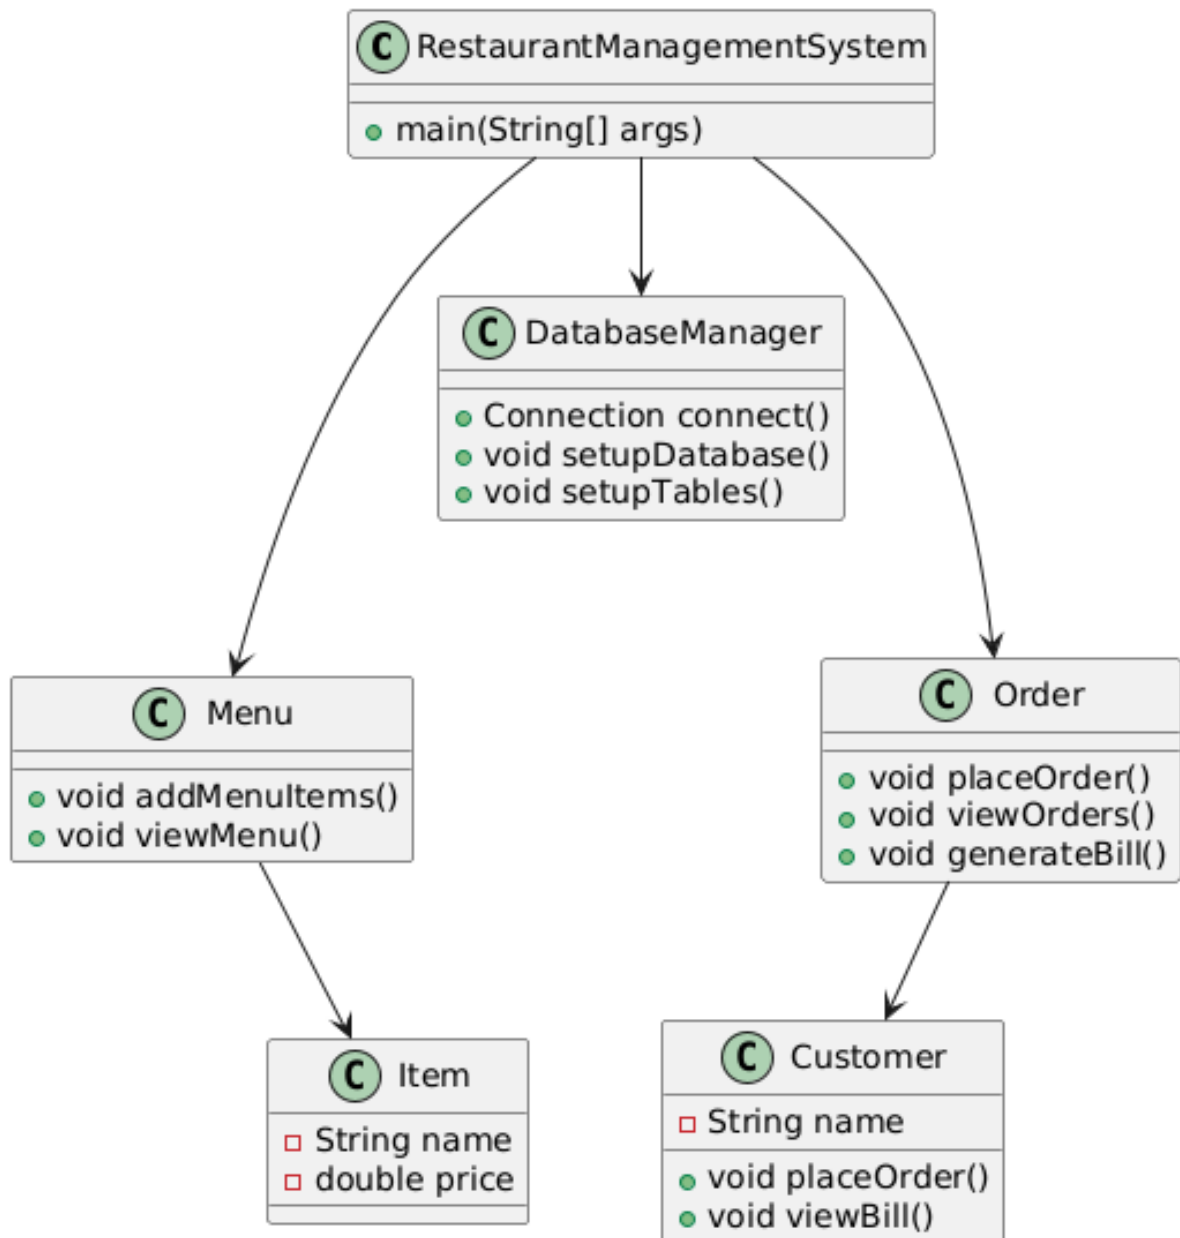 C RestaurantManagementSystem
main(String[] args)
C DatabaseManager
Connection connect()
void setupDatabase()
void setupTables()
C Menu
void addMenuItems()
void viewMenu()
C Order
void placeOrder()
void viewOrders()
void generateBill()
C Item
String name
double price
C Customer
String name
void placeOrder()
void viewBill()